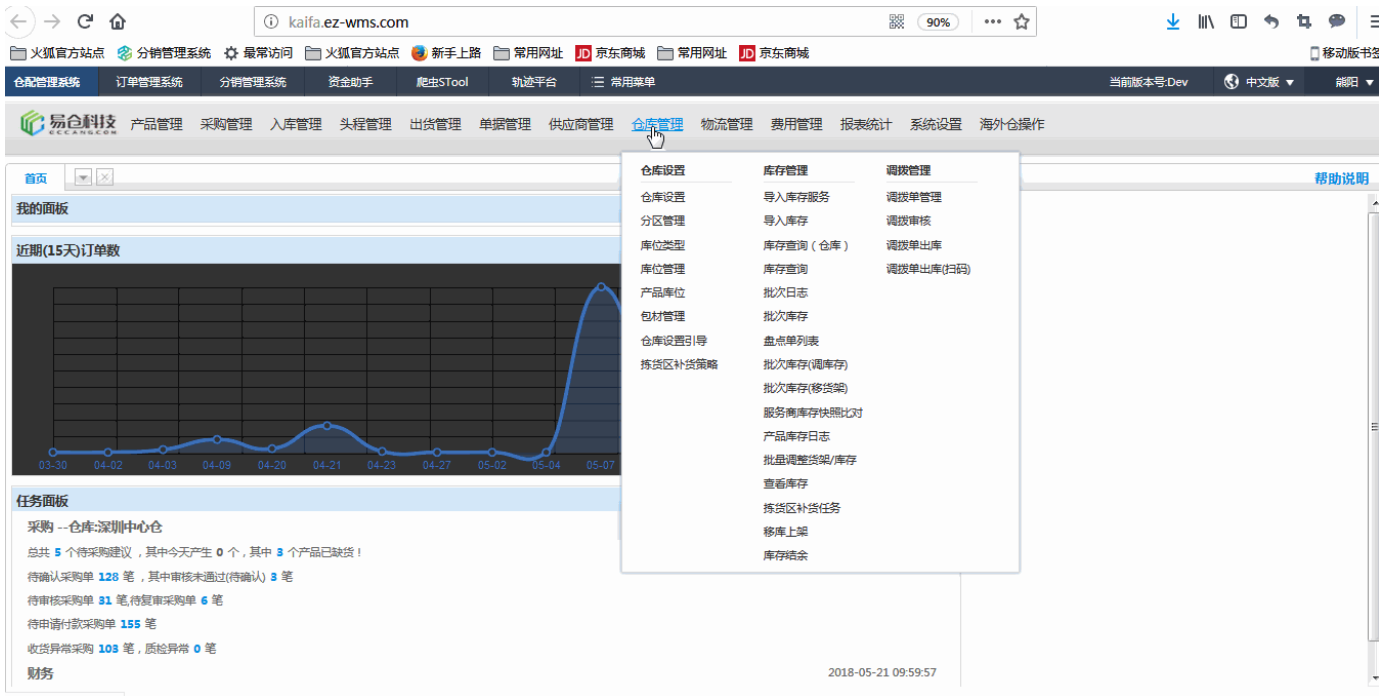 kaifa.ez-wms.com 90%
火狐官方站点 分销管理系统 最常访问 火狐官方站点 新手上路 常用网址 JD 京东商城 常用网址 JD 京东商城 移动版书签
仓配管理系统 订单管理系统 分销管理系统 资金助手 爬虫STool 轨迹平台 常用菜单 当前版本号:Dev 中文版
易仓科技 产品管理 采购管理 入库管理 头程管理 出货管理 单据管理 供应商管理 仓库管理 物流管理 费用管理 报表统计 系统设置 海外仓操作
ECCANG.COM
首页 帮助说明
我的面板
近期(15天)订单数
03-30 04-02 04-03 04-09 04-20 04-21 04-23 04-27 05-02 05-04 05-07
仓库设置
仓库设置
分区管理
库位类型
库位管理
产品库位
包材管理
仓库设置引导
拣货区补货策略
库存管理
导入库存服务
导入库存
库存查询(仓库)
库存查询
批次日志
批次库存
盘点单列表
批次库存(调库存)
批次库存(移货架)
服务商库存快照比对
产品库存日志
批量调整货架/库存
查看库存
拣货区补货任务
移库上架
库存结余
调拨管理
调拨单管理
调拨审核
调拨单出库
调拨单出库(扫码)
任务面板
采购 --仓库:深圳中心仓
总共 5 个待采购建议 ，其中今天产生 0 个 , 其中 3 个产品已缺货 !
待确认采购单 128 笔 ，其中审核未通过(待确认) 3 笔
待审核采购单 31 笔,待复审采购单 6 笔
待申请付款采购单 155 笔
收货异常采购 103 笔 , 质检异常 0 笔
财务 2018-05-21 09:59:57